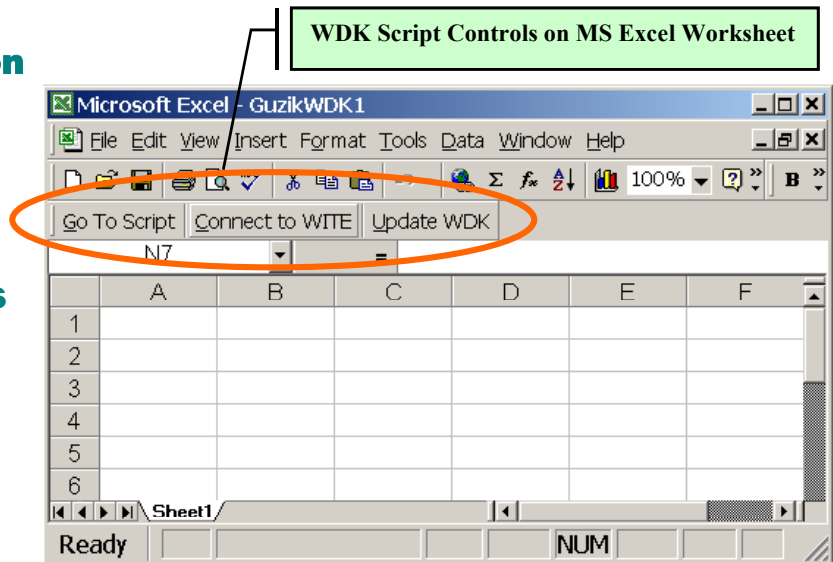 WDK Script Controls on MS Excel Worksheet
on
Microsoft Excel - GuzikWDK1
File Edit View Insert Format Tools Data Window Help
Σ fx 100% » B »
Go To Script Connect to WITE Update WDK
N7 =
s
A B C D E F
1
2
3
4
5
6
Sheet1
Ready NUM